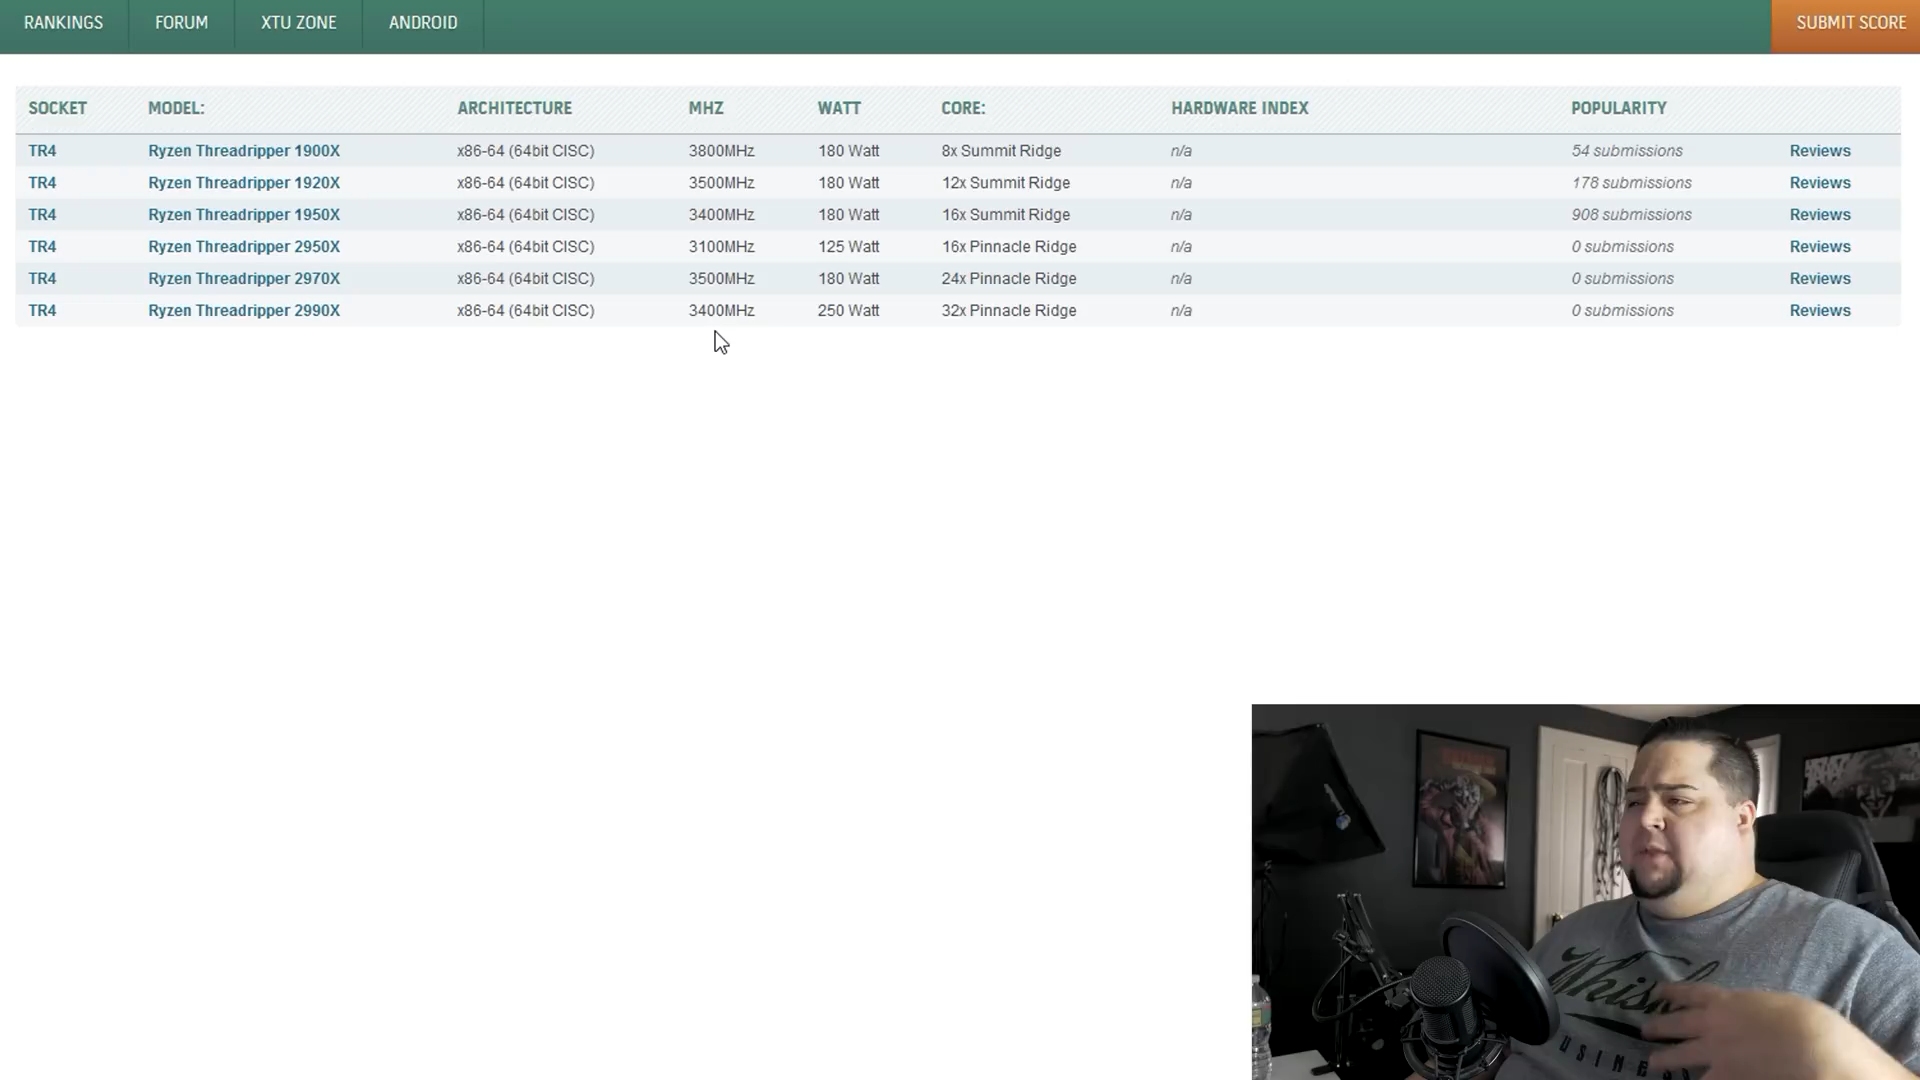 RANKINGS FORUM XTU ZONE ANDROID SUBMIT SCORE
SOCKET MODEL: ARCHITECTURE MHZ WATT CORE: HARDWARE INDEX POPULARITY
TR4 Ryzen Threadripper 1900X x86-64 (64bit CISC) 3800MHz 180 Watt 8x Summit Ridge n/a 54 submissions Reviews
TR4 Ryzen Threadripper 1920X x86-64 (64bit CISC) 3500MHz 180 Watt 12x Summit Ridge n/a 178 submissions Reviews
TR4 Ryzen Threadripper 1950X x86-64 (64bit CISC) 3400MHz 180 Watt 16x Summit Ridge n/a 908 submissions Reviews
TR4 Ryzen Threadripper 2950X x86-64 (64bit CISC) 3100MHz 125 Watt 16x Pinnacle Ridge n/a 0 submissions Reviews
TR4 Ryzen Threadripper 2970X x86-64 (64bit CISC) 3500MHz 180 Watt 24x Pinnacle Ridge n/a 0 submissions Reviews
TR4 Ryzen Threadripper 2990X x86-64 (64bit CISC) 3400MHz 250 Watt 32x Pinnacle Ridge n/a 0 submissions Reviews